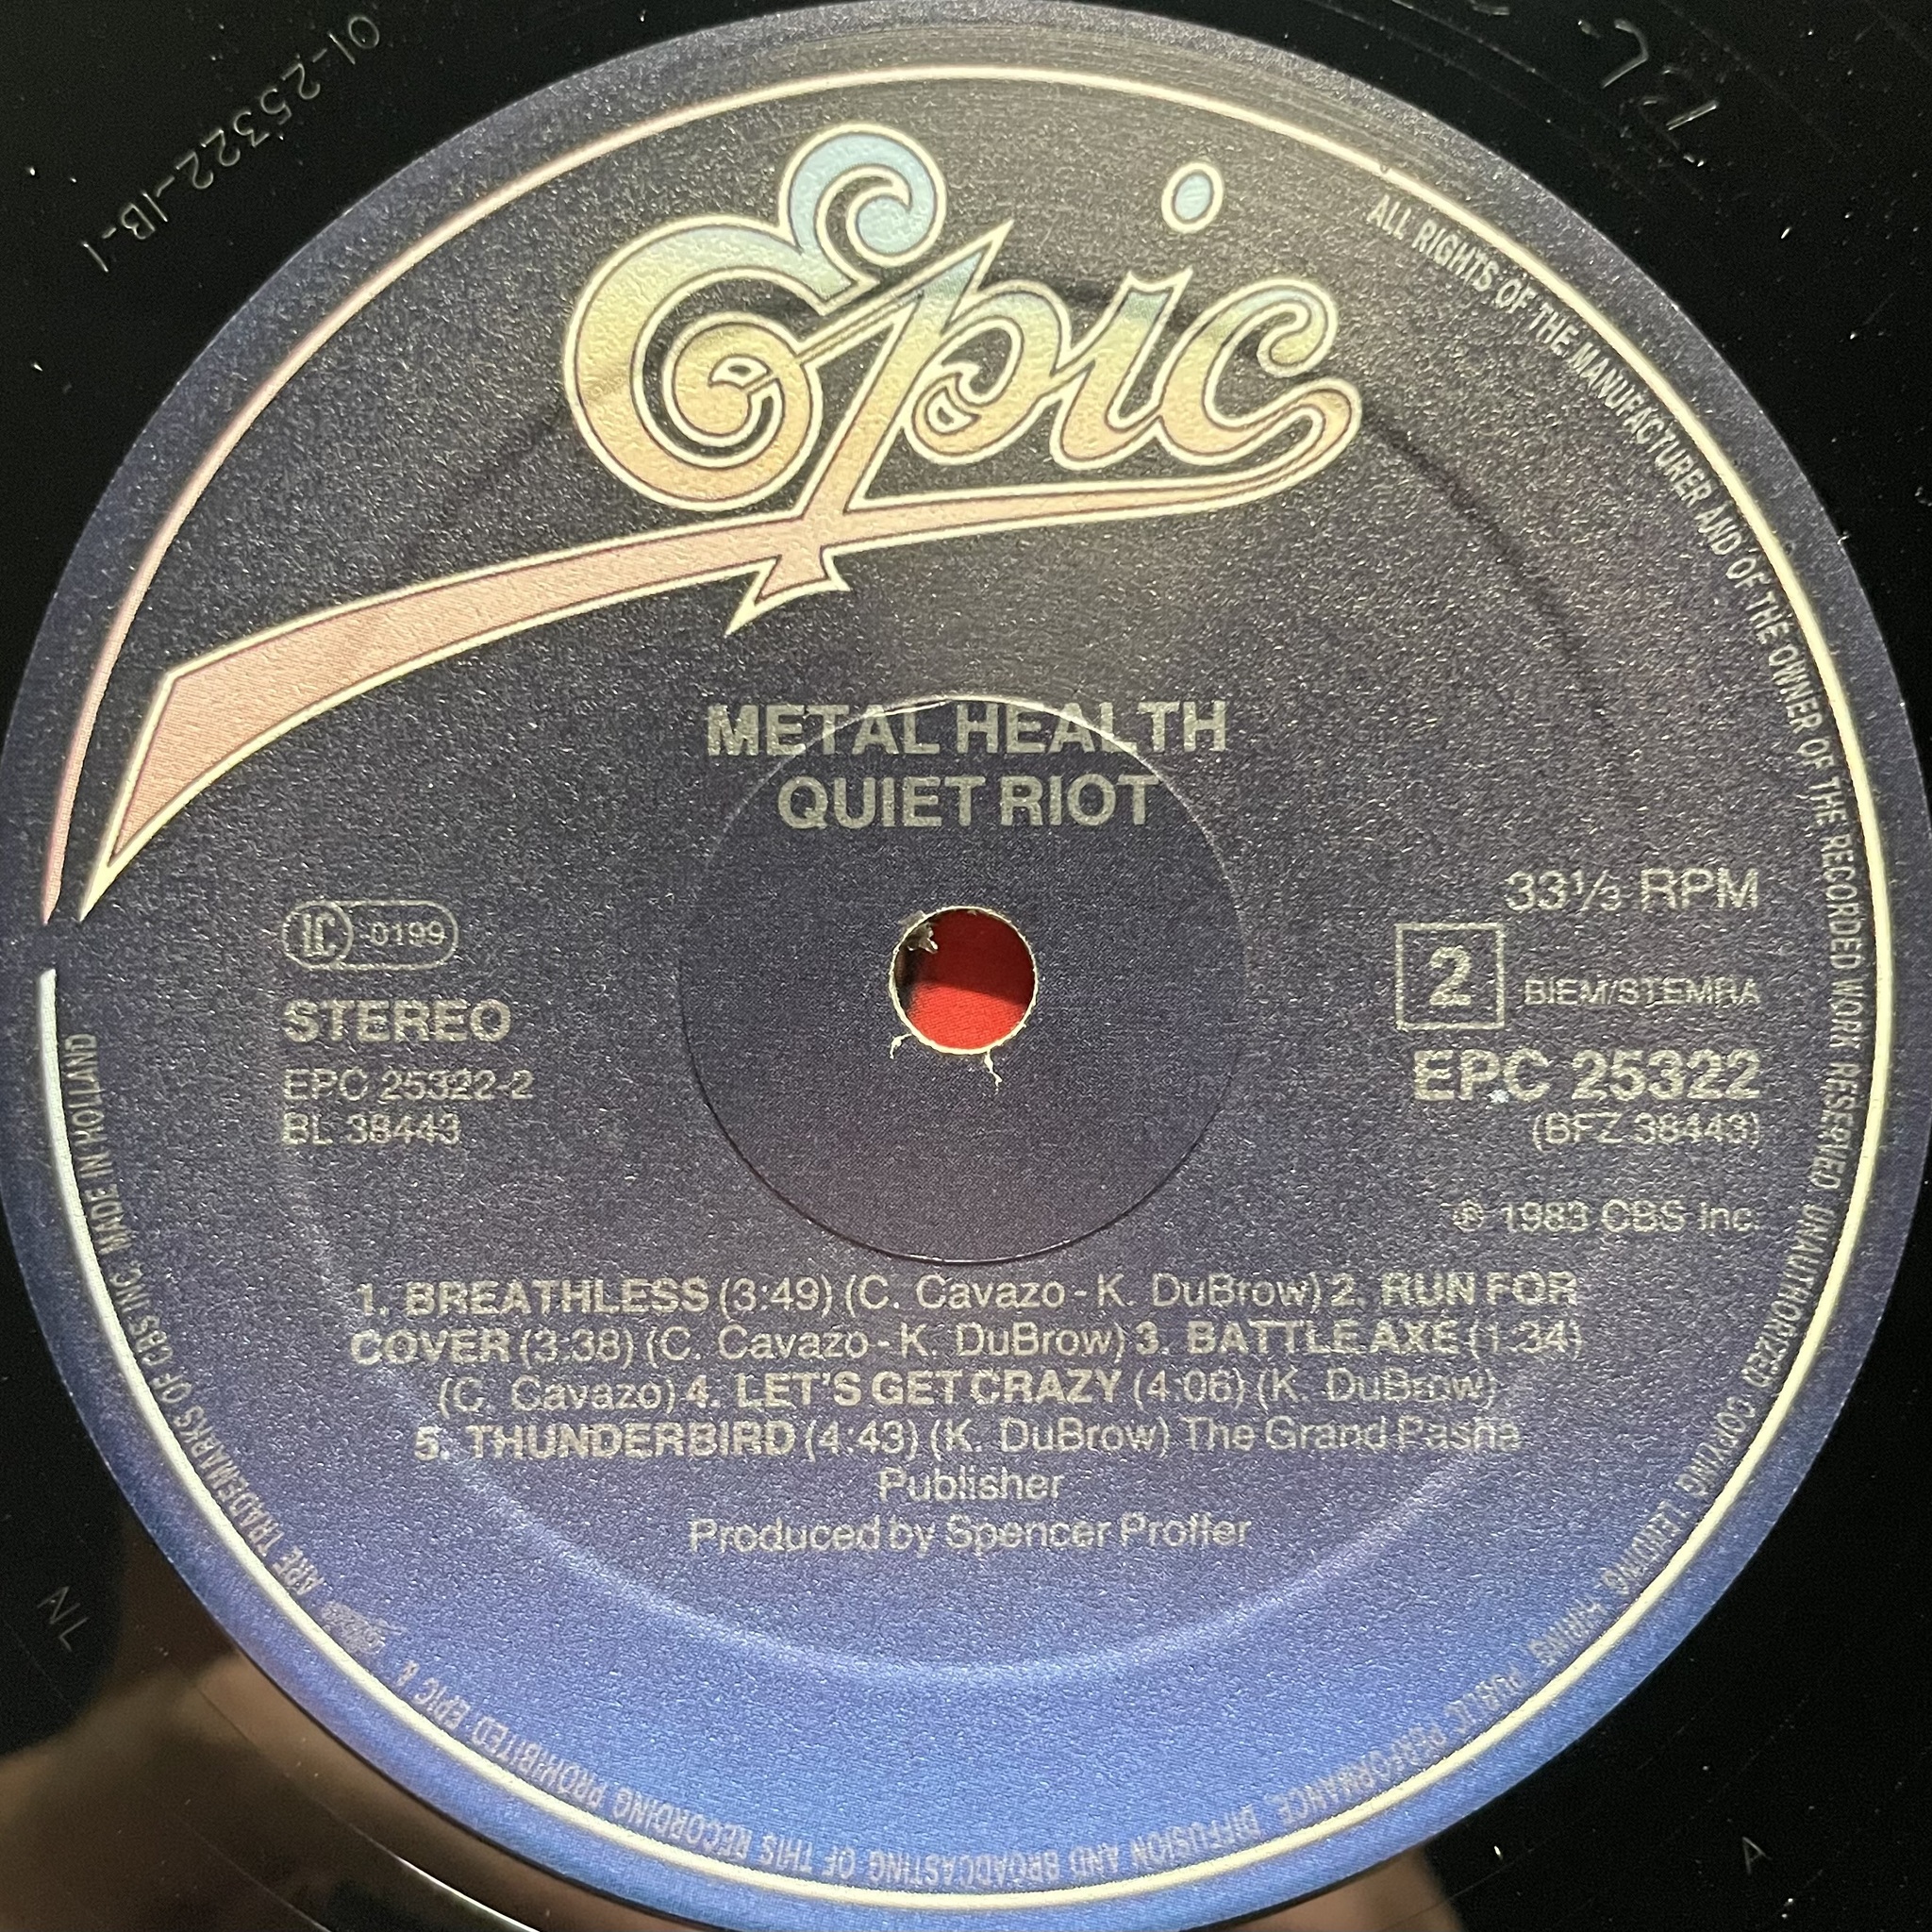 01-25322-1B-1
Epic
ALL RIGHTS OF THE MANUFACTURER AND OF THE OWNER OF THE RECORDED WORK RESERVED UNAUTHORIZED COPYING LENDING HIRING PUBLIC PERFORMANCE DIFFUSION AND BROADCASTING OF THIS RECORDING PROHIBITED EPIC & Epic ARE TRADEMARKS OF CBS INC. MADE IN HOLLAND
METAL HEALTH
QUIET RIOT
LC 0199
STEREO
EPC 25322-2
BL 38443
33⅓ RPM
2 BIEM/STEMRA
EPC 25322
(BFZ 38443)
℗ 1983 CBS Inc.
1. BREATHLESS (3:49) (C. Cavazo - K. DuBrow) 2. RUN FOR
COVER (3:38) (C. Cavazo - K. DuBrow) 3. BATTLE AXE (1:34)
(C. Cavazo) 4. LET'S GET CRAZY (4:06) (K. DuBrow)
5. THUNDERBIRD (4:43) (K. DuBrow) The Grand Pasha
Publisher
Produced by Spencer Proffer
NL
A